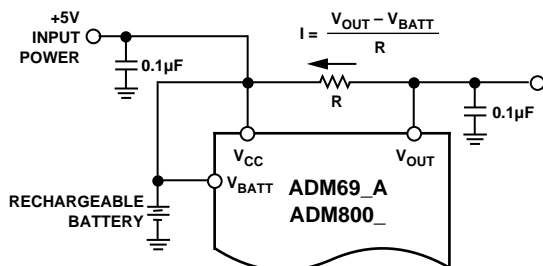 +5V
INPUT
POWER
0.1µF
I = (V_OUT – V_BATT) / R
R
0.1µF
V_CC
V_OUT
V_BATT
ADM69_A
ADM800_
RECHARGEABLE
BATTERY